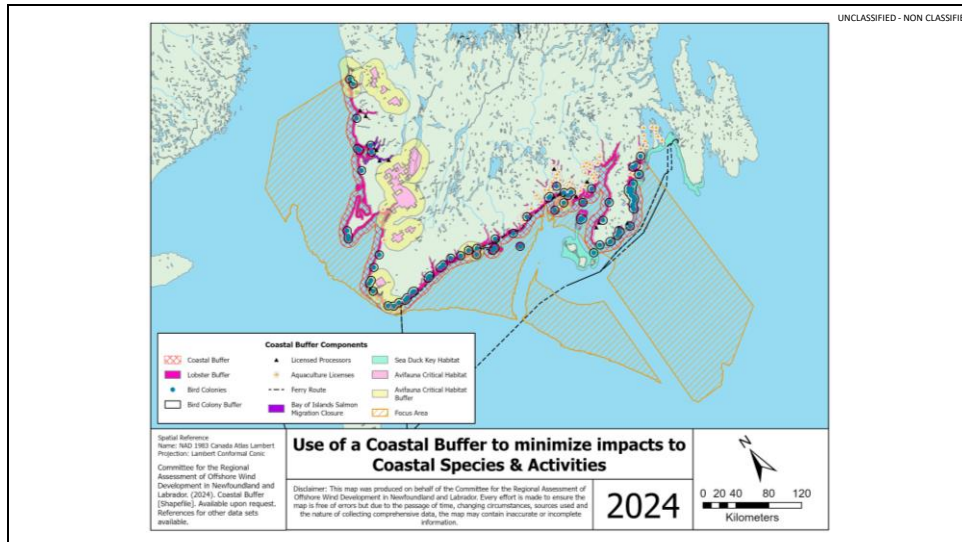 UNCLASSIFIED - NON CLASSIFIÉ
Coastal Buffer Components
Coastal Buffer
Lobster Buffer
Bird Colonies
Bird Colony Buffer
Licensed Processors
Aquaculture Licenses
Ferry Route
Bay of Islands Salmon
Migration Closure
Sea Duck Key Habitat
Avifauna Critical Habitat
Avifauna Critical Habitat
Buffer
Focus Area
Spatial Reference
Name: NAD 1983 Canada Atlas Lambert
Projection: Lambert Conformal Conic
Committee for the Regional
Assessment of Offshore Wind
Development in Newfoundland and
Labrador. (2024). Coastal Buffer
[Shapefile]. Available upon request.
References for other data sets
available.
Use of a Coastal Buffer to minimize impacts to
Coastal Species & Activities
Disclaimer: This map was produced on behalf of the Committee for the Regional Assessment of
Offshore Wind Development in Newfoundland and Labrador. Every effort is made to ensure the
map is free of errors but due to the passage of time, changing circumstances, sources used and
the nature of collecting comprehensive data, the map may contain inaccurate or incomplete
information.
2024
N
0 20 40 80 120
Kilometers